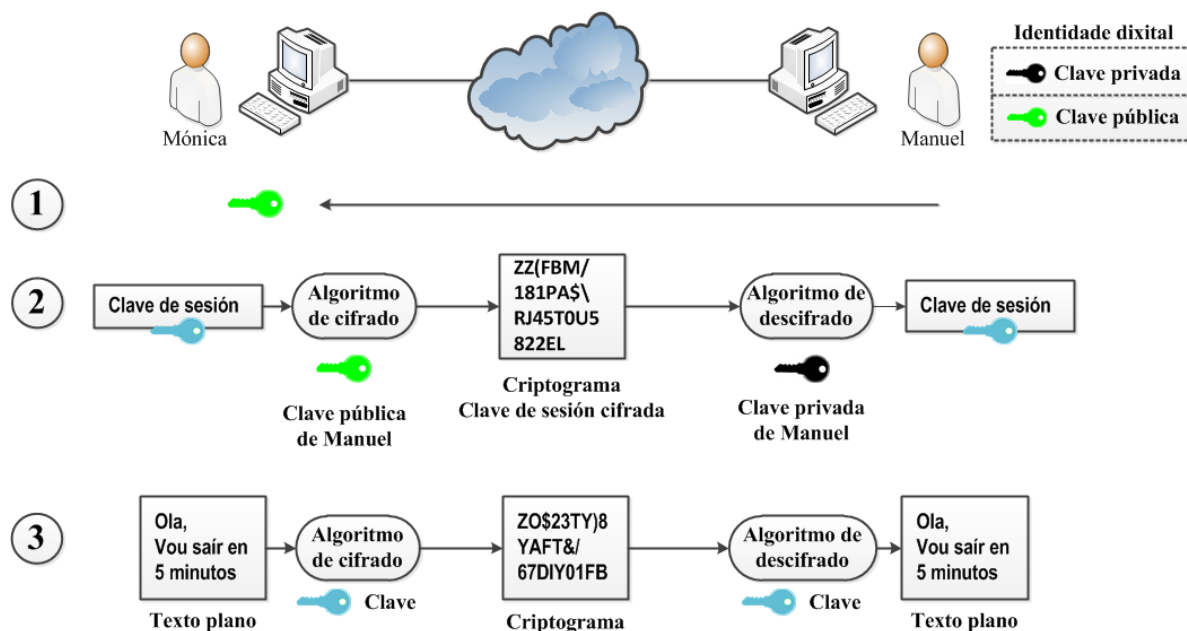 Identidade dixital
Clave privada
Clave pública
Mónica
Manuel
1
2
Clave de sesión
Algoritmo
de cifrado
ZZ(FBM/
181PA$\
RJ45T0U5
822EL
Algoritmo de
descifrado
Clave de sesión
Clave pública
de Manuel
Criptograma
Clave de sesión cifrada
Clave privada
de Manuel
3
Ola,
Vou saír en
5 minutos
Algoritmo
de cifrado
ZO$23TY)8
YAFT&/
67DIY01FB
Algoritmo de
descifrado
Ola,
Vou saír en
5 minutos
Texto plano
Clave
Criptograma
Clave
Texto plano